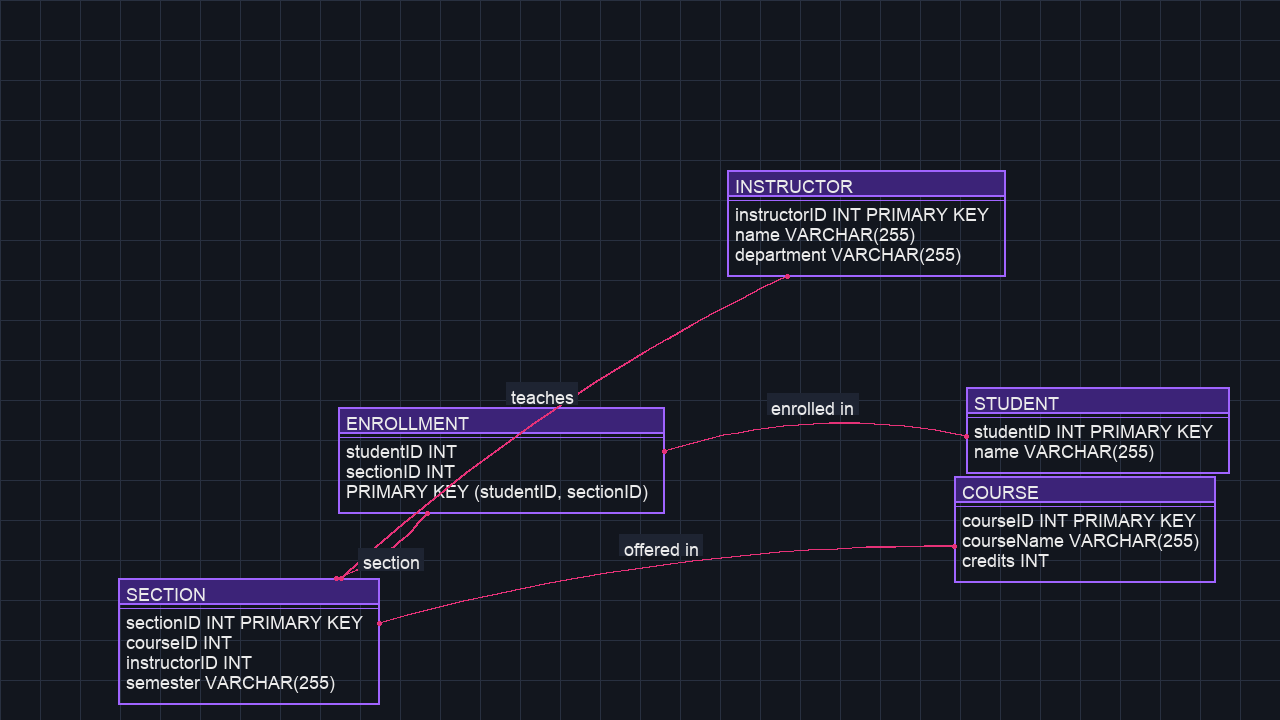 INSTRUCTOR
instructorID INT PRIMARY KEY
name VARCHAR(255)
department VARCHAR(255)
teaches
ENROLLMENT
studentID INT
sectionID INT
PRIMARY KEY (studentID, sectionID)
enrolled in
STUDENT
studentID INT PRIMARY KEY
name VARCHAR(255)
COURSE
courseID INT PRIMARY KEY
courseName VARCHAR(255)
credits INT
offered in
section
SECTION
sectionID INT PRIMARY KEY
courseID INT
instructorID INT
semester VARCHAR(255)